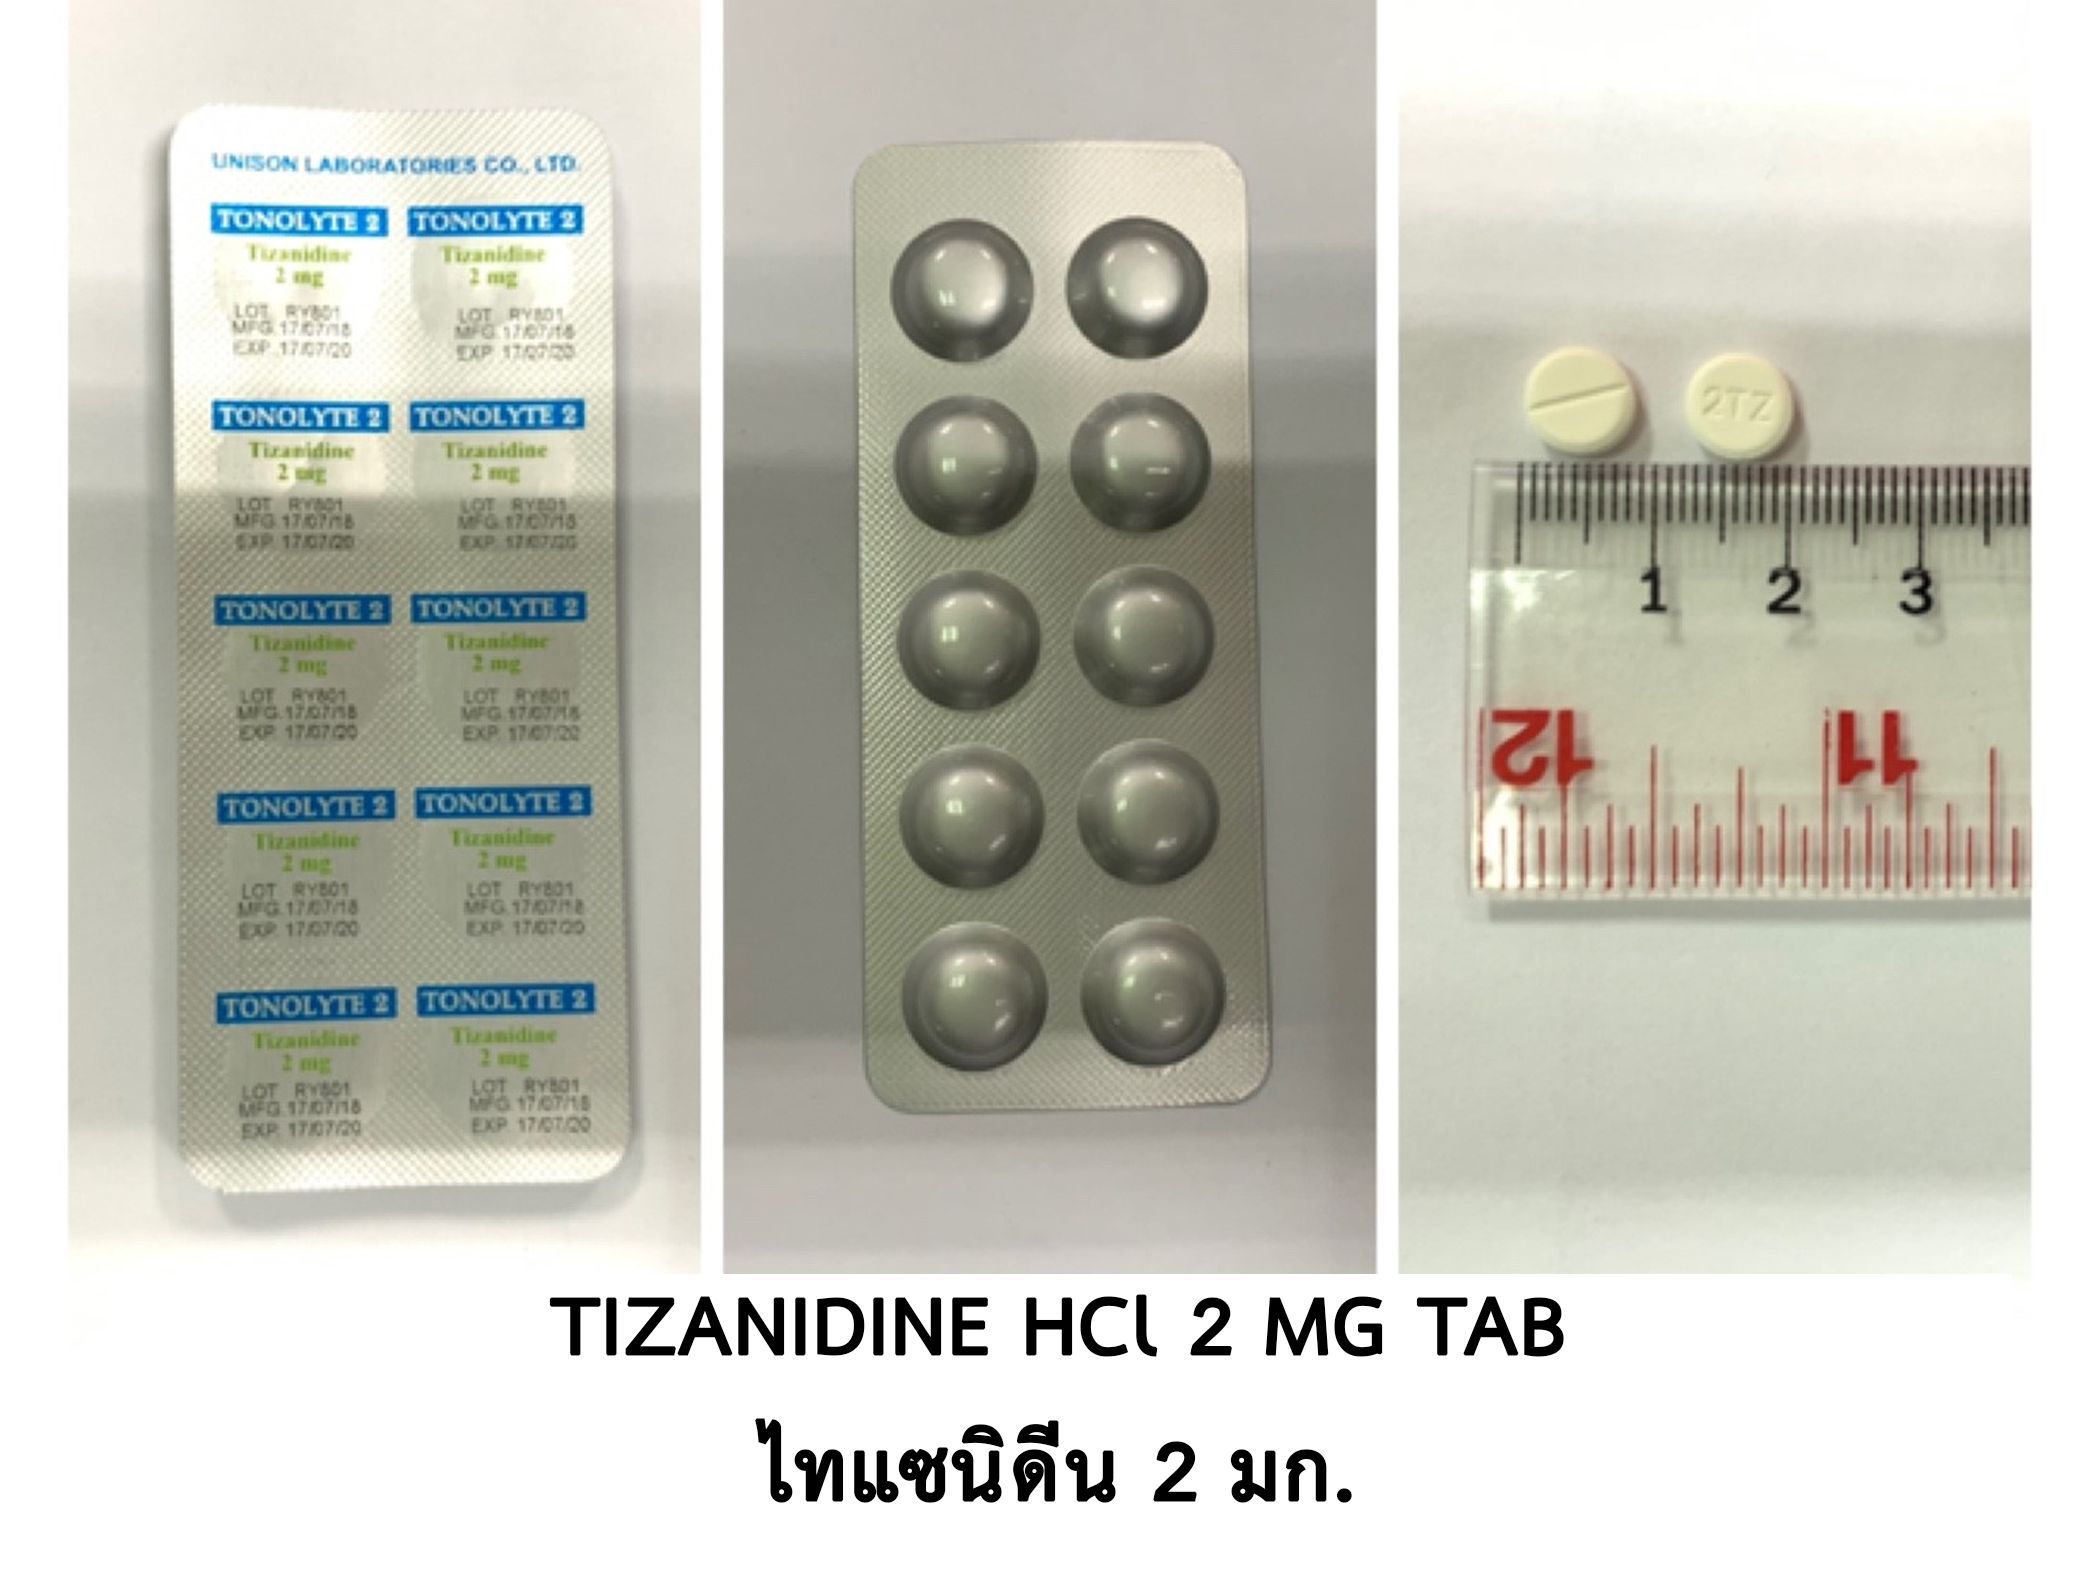 UNISON LABORATORIES CO., LTD.
TONOLYTE 2 TONOLYTE 2
Tizanidine Tizanidine
2 mg 2 mg
LOT RY801 LOT RY801
MFG.17/07/18 MFG.17/07/18
EXP 17/07/20 EXP 17/07/20
TONOLYTE 2 TONOLYTE 2
Tizanidine Tizanidine
2 mg 2 mg
LOT RY801 LOT RY801
MFG.17/07/18 MFG.17/07/18
EXP 17/07/20 EXP 17/07/20
TONOLYTE 2 TONOLYTE 2
Tizanidine Tizanidine
2 mg 2 mg
LOT RY801 LOT RY801
MFG.17/07/18 MFG.17/07/18
EXP 17/07/20 EXP 17/07/20
TONOLYTE 2 TONOLYTE 2
Tizanidine Tizanidine
2 mg 2 mg
LOT RY801 LOT RY801
MFG.17/07/18 MFG.17/07/18
EXP 17/07/20 EXP 17/07/20
TONOLYTE 2 TONOLYTE 2
Tizanidine Tizanidine
2 mg 2 mg
LOT RY801 LOT RY801
MFG.17/07/18 MFG.17/07/18
EXP 17/07/20 EXP 17/07/20
2TZ
1 2 3
12 11
TIZANIDINE HCl 2 MG TAB
ไทแซนิดีน 2 มก.